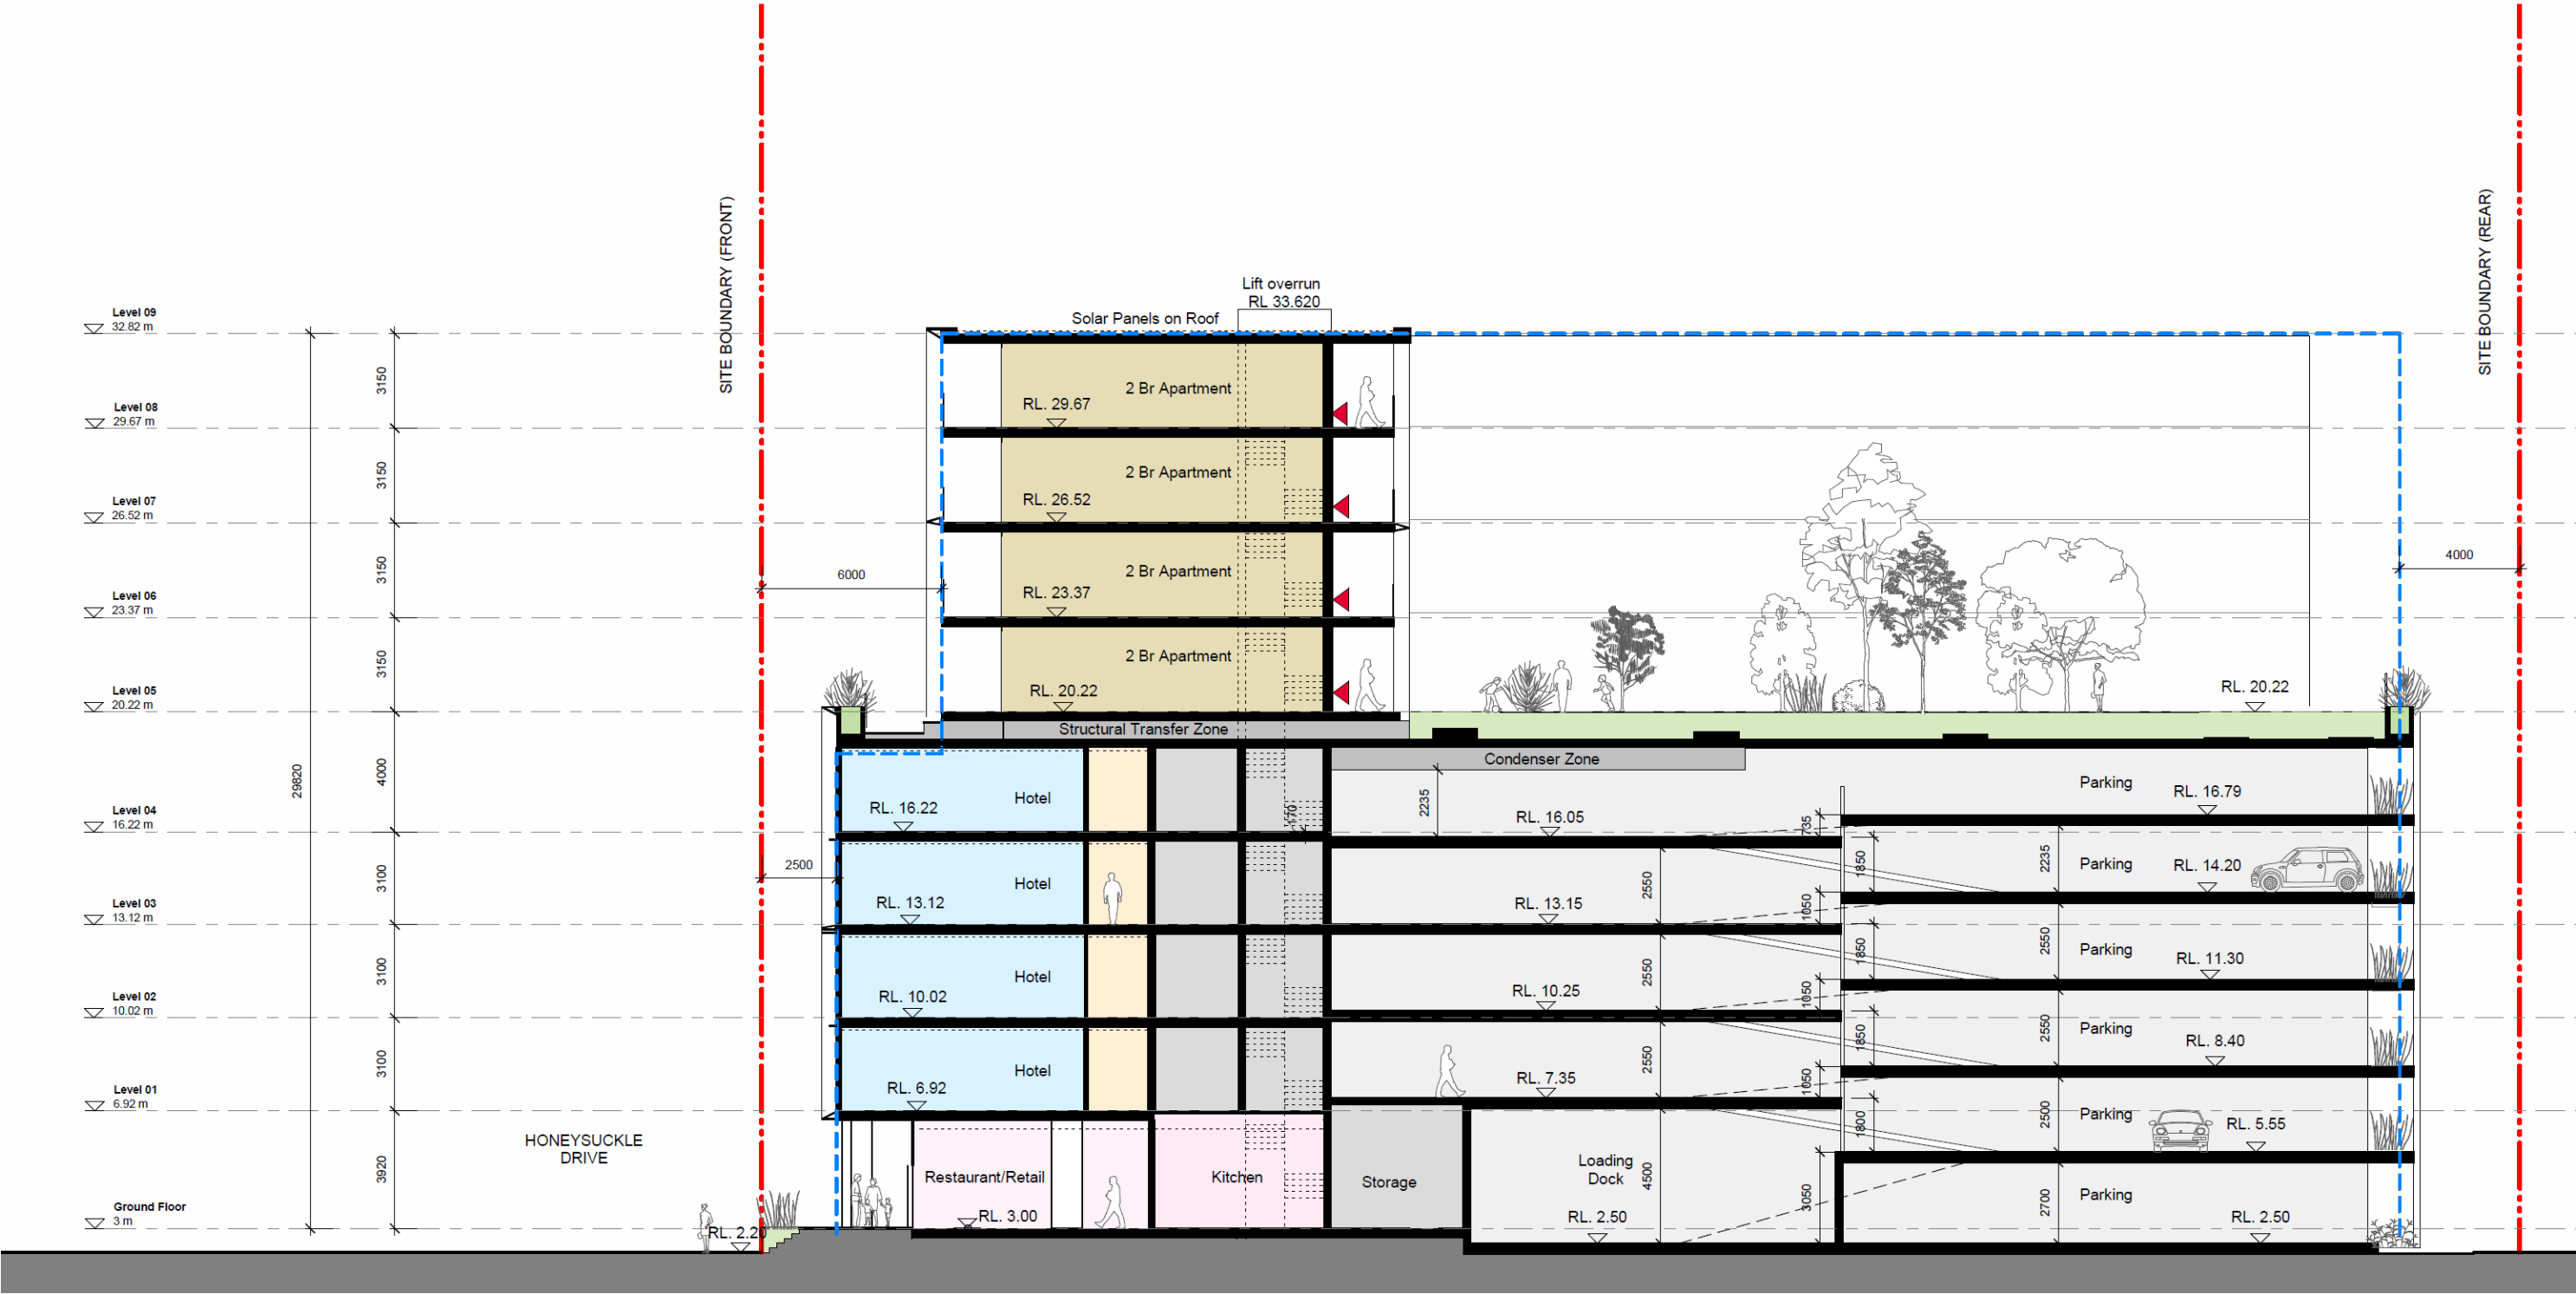 SITE BOUNDARY (FRONT)
SITE BOUNDARY (REAR)
Lift overrun
RL 33.620
Solar Panels on Roof
Level 09
32.82 m
3150
2 Br Apartment
RL. 29.67
Level 08
29.67 m
3150
2 Br Apartment
RL. 26.52
Level 07
26.52 m
3150
6000
4000
2 Br Apartment
RL. 23.37
Level 06
23.37 m
3150
2 Br Apartment
RL. 20.22
RL. 20.22
Level 05
20.22 m
Structural Transfer Zone
Condenser Zone
29820
4000
Hotel
RL. 16.22
2235
RL. 16.05
735
Parking
RL. 16.79
Level 04
16.22 m
170
2500
3100
Hotel
RL. 13.12
2550
RL. 13.15
1050
1850
2235
Parking
RL. 14.20
Level 03
13.12 m
3100
Hotel
RL. 10.02
2550
RL. 10.25
1050
1850
2550
Parking
RL. 11.30
Level 02
10.02 m
3100
Hotel
RL. 6.92
2550
RL. 7.35
1050
1850
2550
Parking
RL. 8.40
Level 01
6.92 m
HONEYSUCKLE
DRIVE
3920
Restaurant/Retail
Kitchen
Storage
Loading
Dock
4500
1800
2500
Parking
RL. 5.55
Ground Floor
3 m
RL. 2.20
RL. 3.00
RL. 2.50
3050
2700
Parking
RL. 2.50